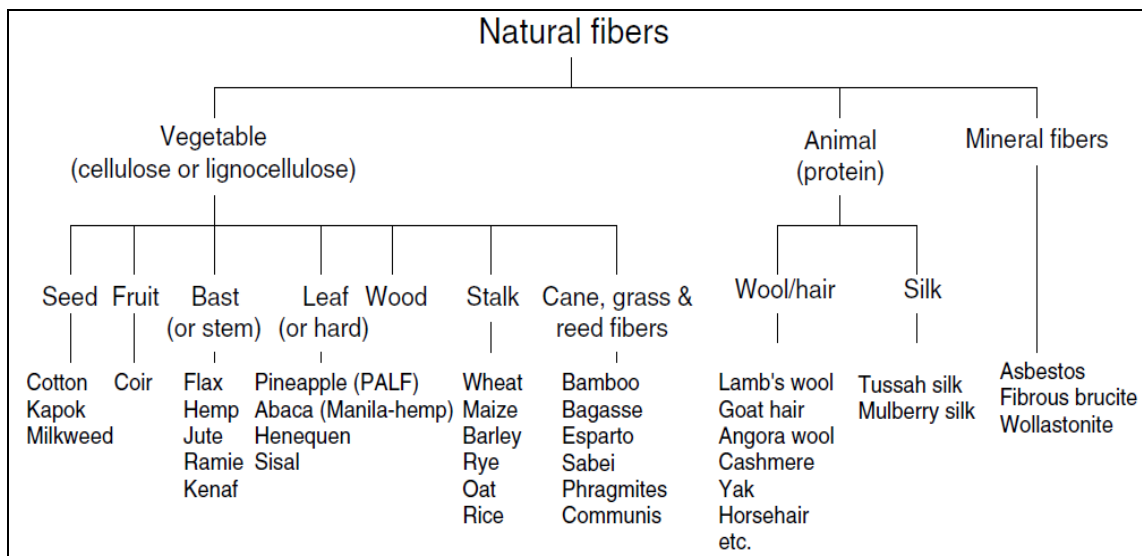 Natural fibers
Vegetable
(cellulose or lignocellulose)
Animal
(protein)
Mineral fibers
Seed
Fruit
Bast
(or stem)
Leaf
(or hard)
Wood
Stalk
Cane, grass &
reed fibers
Wool/hair
Silk
Cotton
Kapok
Milkweed
Coir
Flax
Hemp
Jute
Ramie
Kenaf
Pineapple (PALF)
Abaca (Manila-hemp)
Henequen
Sisal
Wheat
Maize
Barley
Rye
Oat
Rice
Bamboo
Bagasse
Esparto
Sabei
Phragmites
Communis
Lamb's wool
Goat hair
Angora wool
Cashmere
Yak
Horsehair
etc.
Tussah silk
Mulberry silk
Asbestos
Fibrous brucite
Wollastonite